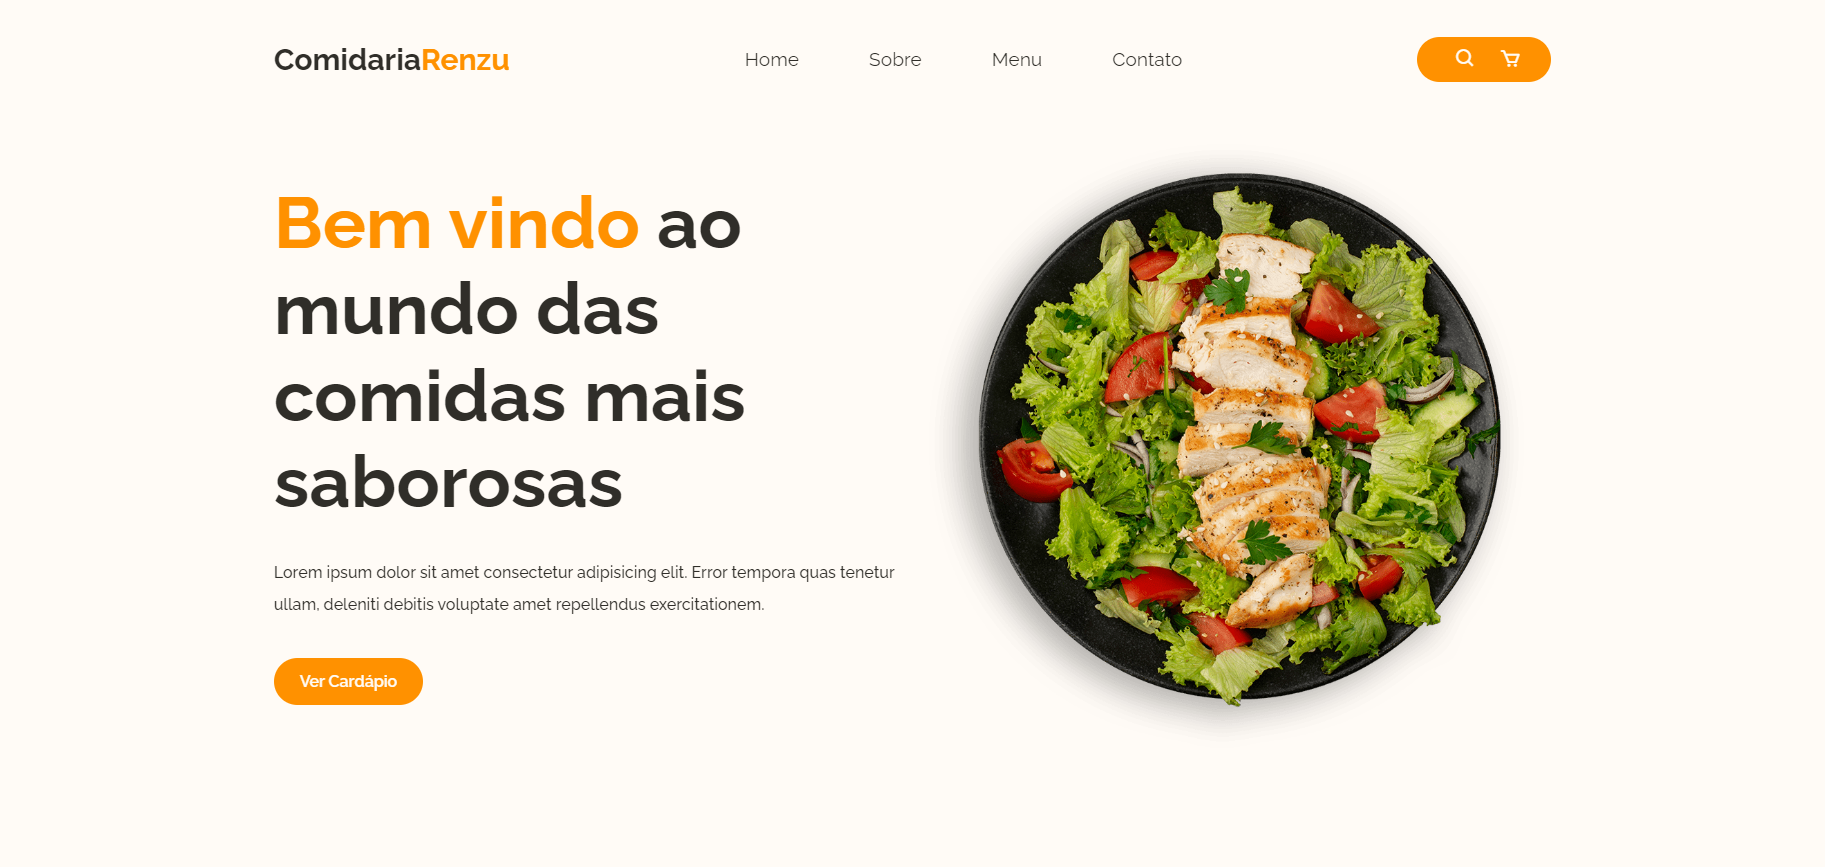 ComidariaRenzu
Home
Sobre
Menu
Contato
Bem vindo ao
mundo das
comidas mais
saborosas
Lorem ipsum dolor sit amet consectetur adipisicing elit. Error tempora quas tenetur
ullam, deleniti debitis voluptate amet repellendus exercitationem.
Ver Cardápio